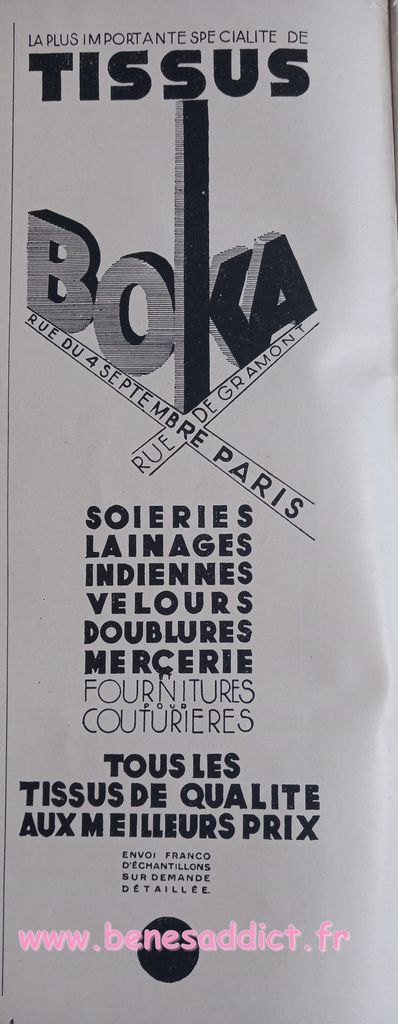 LA PLUS IMPORTANTE SPECIALITE DE
TISSUS
BOKA
RUE DU 4 SEPTEMBRE PARIS
RUE DE GRAMONT
SOIERIES
LAINAGES
INDIENNES
VELOURS
DOUBLURES
MERCERIE
ET
FOURNITURES
POUR
COUTURIERES
TOUS LES
TISSUS DE QUALITE
AUX MEILLEURS PRIX
ENVOI FRANCO
D'ÉCHANTILLONS
SUR DEMANDE
DÉTAILLÉE.
www.benesaddict.fr